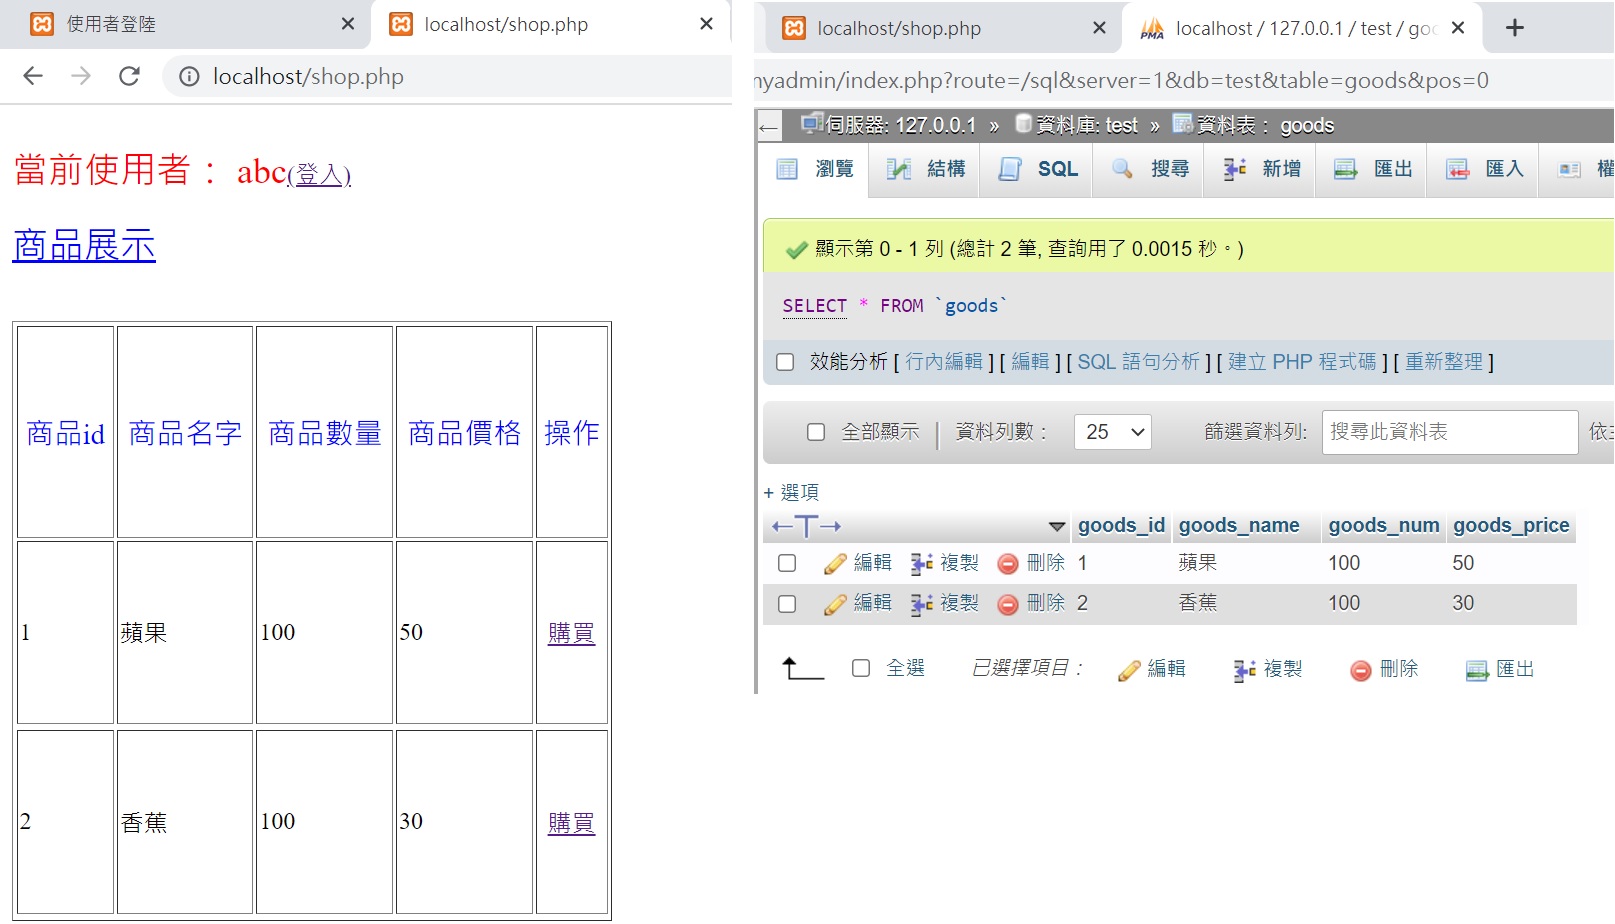 使用者登陸
localhost/shop.php
localhost/shop.php
當前使用者： abc(登入)
商品展示
商品id 商品名字 商品數量 商品價格 操作
1 蘋果 100 50 購買
2 香蕉 100 30 購買
localhost/shop.php
localhost / 127.0.0.1 / test / goo
nyadmin/index.php?route=/sql&server=1&db=test&table=goods&pos=0
伺服器: 127.0.0.1 » 資料庫: test » 資料表： goods
瀏覽 結構 SQL 搜尋 新增 匯出 匯入 權
顯示第 0 - 1 列 (總計 2 筆, 查詢用了 0.0015 秒。)
SELECT * FROM `goods`
效能分析 [ 行內編輯 ] [ 編輯 ] [ SQL 語句分析 ] [ 建立 PHP 程式碼 ] [ 重新整理 ]
全部顯示 | 資料列數： 25 篩選資料列: 搜尋此資料表 依主
+ 選項
goods_id goods_name goods_num goods_price
編輯 複製 刪除 1 蘋果 100 50
編輯 複製 刪除 2 香蕉 100 30
全選 已選擇項目： 編輯 複製 刪除 匯出